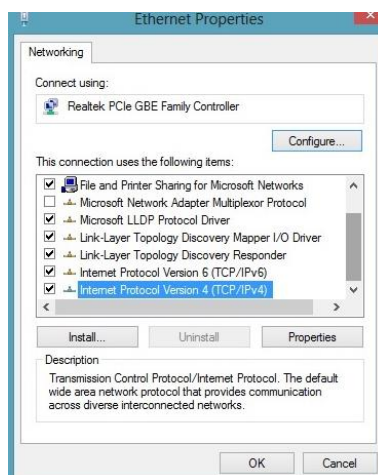 Ethernet Properties
Networking
Connect using:
Realtek PCIe GBE Family Controller
Configure...
This connection uses the following items:
File and Printer Sharing for Microsoft Networks
Microsoft Network Adapter Multiplexor Protocol
Microsoft LLDP Protocol Driver
Link-Layer Topology Discovery Mapper I/O Driver
Link-Layer Topology Discovery Responder
Internet Protocol Version 6 (TCP/IPv6)
Internet Protocol Version 4 (TCP/IPv4)
Install...
Uninstall
Properties
Description
Transmission Control Protocol/Internet Protocol. The default
wide area network protocol that provides communication
across diverse interconnected networks.
OK
Cancel